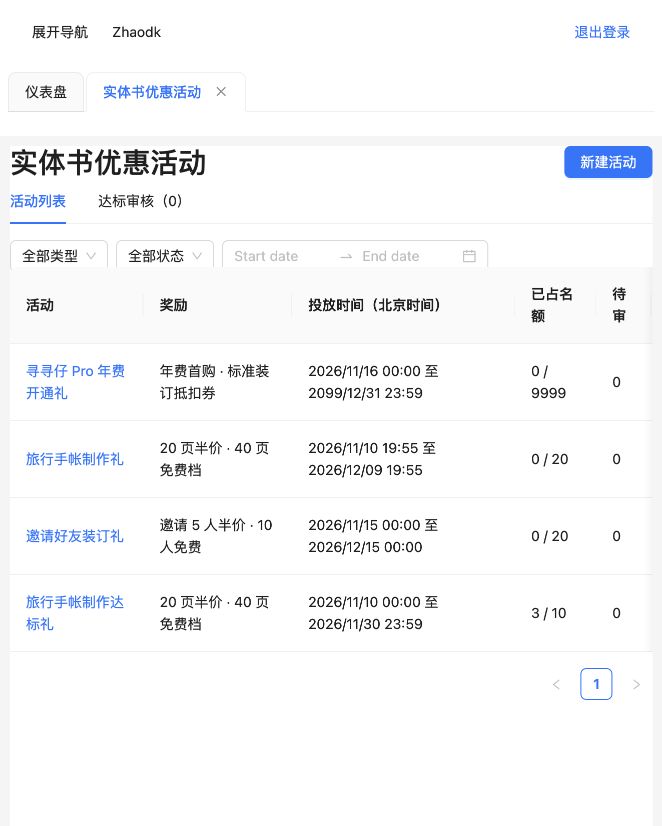 展开导航 Zhaodk 退出登录
仪表盘 实体书优惠活动
实体书优惠活动 新建活动
活动列表 达标审核（0）
全部类型 全部状态 Start date End date
活动 奖励 投放时间（北京时间） 已占名额 待审
寻寻仔 Pro 年费 年费首购 · 标准装 2026/11/16 00:00 至 0 / 0
开通礼 订抵扣券 2099/12/31 23:59 9999
旅行手帐制作礼 20 页半价 · 40 页 2026/11/10 19:55 至 0 / 20 0
免费档 2026/12/09 19:55
邀请好友装订礼 邀请 5 人半价 · 10 2026/11/15 00:00 至 0 / 20 0
人免费 2026/12/15 00:00
旅行手帐制作达 20 页半价 · 40 页 2026/11/10 00:00 至 3 / 10 0
标礼 免费档 2026/11/30 23:59
1